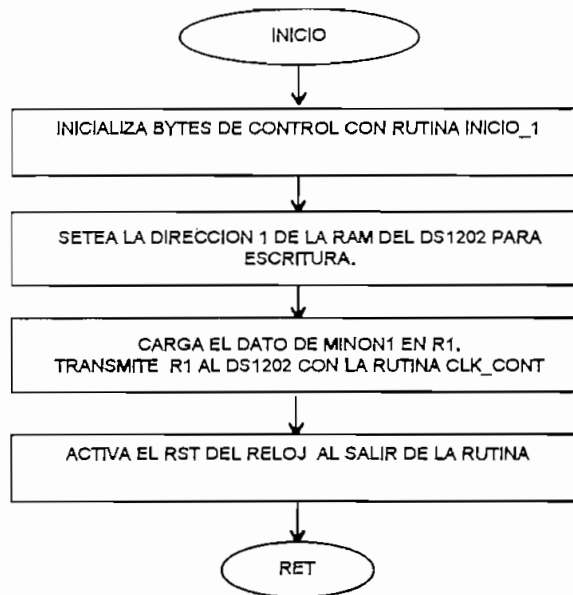 INICIO
INICIALIZA BYTES DE CONTROL CON RUTINA INICIO_1
SETEA LA DIRECCION 1 DE LA RAM DEL DS1202 PARA
ESCRITURA.
CARGA EL DATO DE MINON1 EN R1.
TRANSMITE R1 AL DS1202 CON LA RUTINA CLK_CONT
ACTIVA EL RST DEL RELOJ AL SALIR DE LA RUTINA
RET